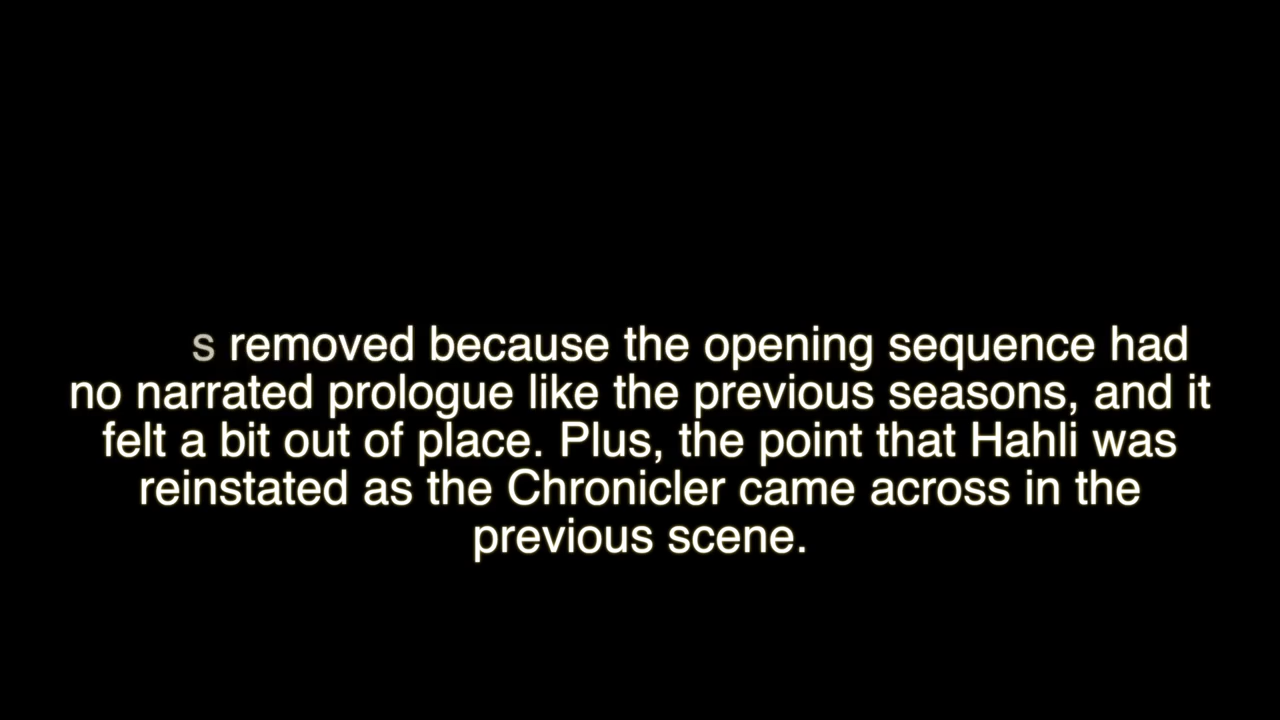 s removed because the opening sequence had
no narrated prologue like the previous seasons, and it
felt a bit out of place. Plus, the point that Hahli was
reinstated as the Chronicler came across in the
previous scene.